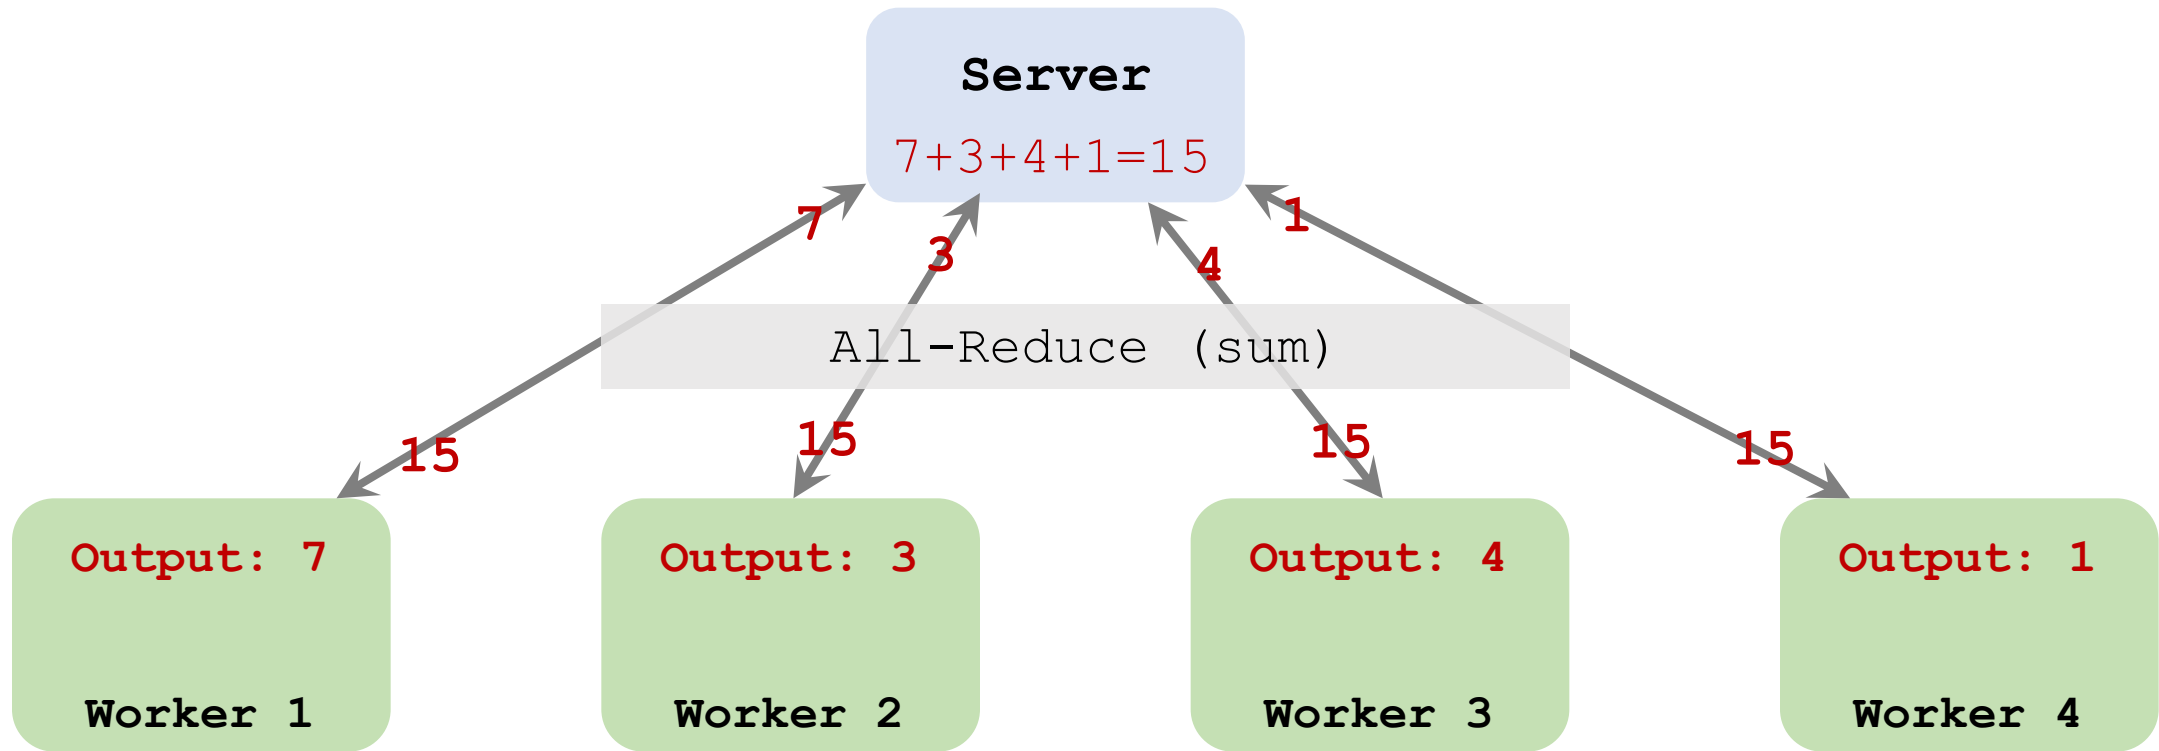 Server
7+3+4+1=15
7
3
4
1
All-Reduce (sum)
15
15
15
15
Output: 7
Output: 3
Output: 4
Output: 1
Worker 1
Worker 2
Worker 3
Worker 4